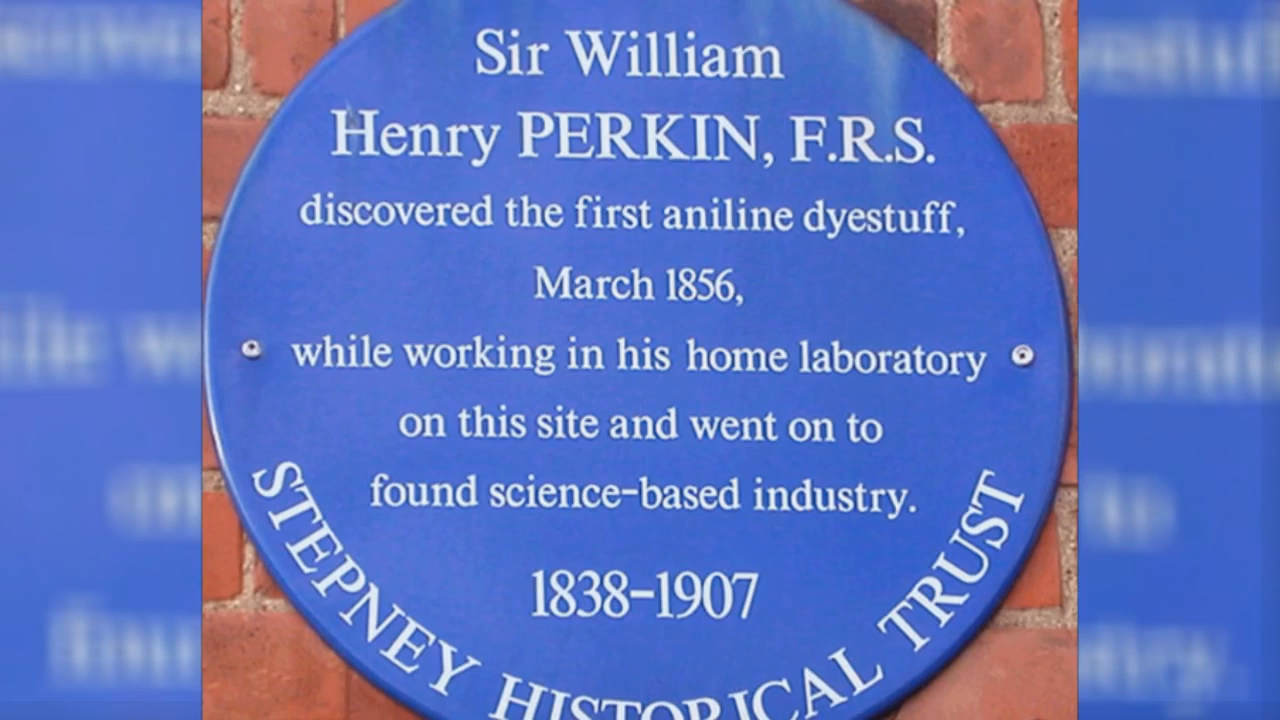 Sir William
Henry PERKIN, F.R.S.
discovered the first aniline dyestuff,
March 1856,
while working in his home laboratory
on this site and went on to
found science-based industry.
1838-1907
STEPNEY HISTORICAL TRUST